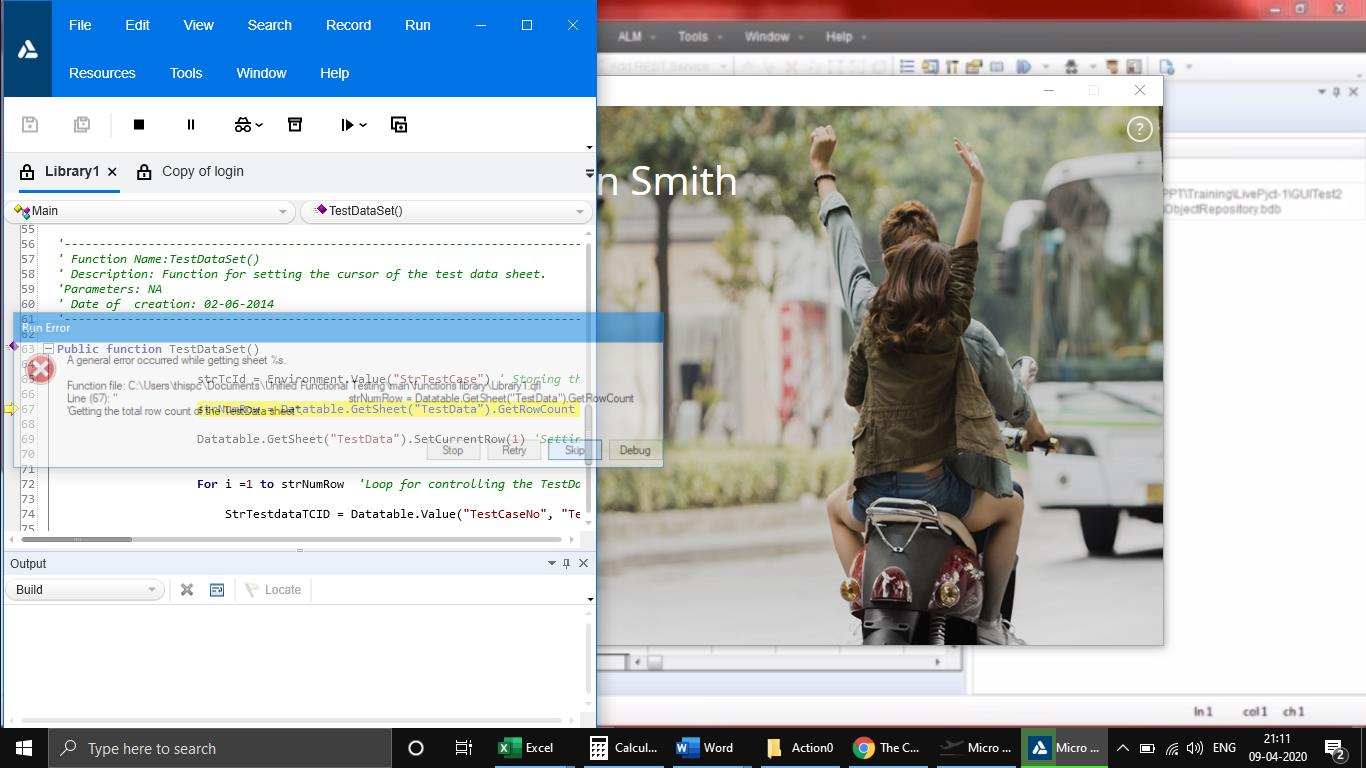 File Edit View Search Record Run
Resources Tools Window Help
ALM Tools Window Help
Add REST Service
Library1 Copy of login
n Smith
?
PPT\Training\LivePjct-1\GUITest2
ObjectRepository.bdb
Main TestDataSet()
55
56 '--------------------------------------------------------------------------
57 ' Function Name:TestDataSet()
58 ' Description: Function for setting the cursor of the test data sheet.
59 'Parameters: NA
60 ' Date of creation: 02-06-2014
61 '--------------------------------------------------------------------------
62
Run Error
63 Public function TestDataSet()
A general error occurred while getting sheet %s.
65 strTcId = Environment.Value("StrTestCase") ' Storing th
Function file: C:\Users\thispc\Documents\Unified Functional Testing\main\functions library\Library1.qfl
66
Line (67): " strNumRow = Datatable.GetSheet("TestData").GetRowCount
67 strNumRow = Datatable.GetSheet("TestData").GetRowCount
'Getting the total row count of the TestData sheet".
68
69 Datatable.GetSheet("TestData").SetCurrentRow(1) 'Settin
70
Stop Retry Skip Debug
71
72 For i =1 to strNumRow 'Loop for controlling the TestDa
73
74 StrTestdataTCID = Datatable.Value("TestCaseNo", "Te
75
Output
Build Locate
ln 1 col 1 ch 1
Type here to search
Excel Calcul... Word Action0 The C... Micro ... Micro ...
ENG
21:11
09-04-2020
2